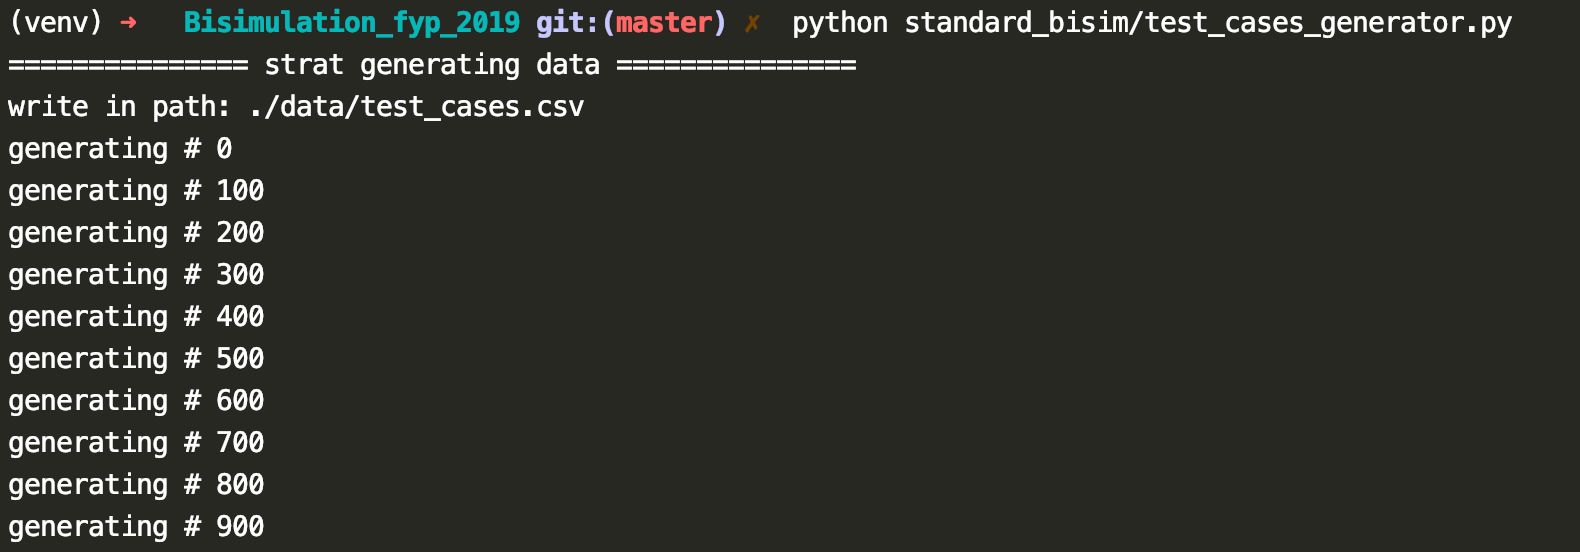 (venv) ➜ Bisimulation_fyp_2019 git:(master) ✗ python standard_bisim/test_cases_generator.py
=============== strat generating data ===============
write in path: ./data/test_cases.csv
generating # 0
generating # 100
generating # 200
generating # 300
generating # 400
generating # 500
generating # 600
generating # 700
generating # 800
generating # 900